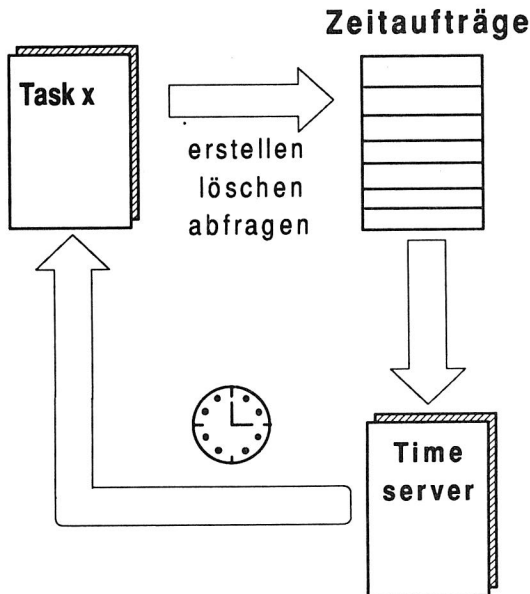 Zeitaufträge
Task x
erstellen
löschen
abfragen
Time
server